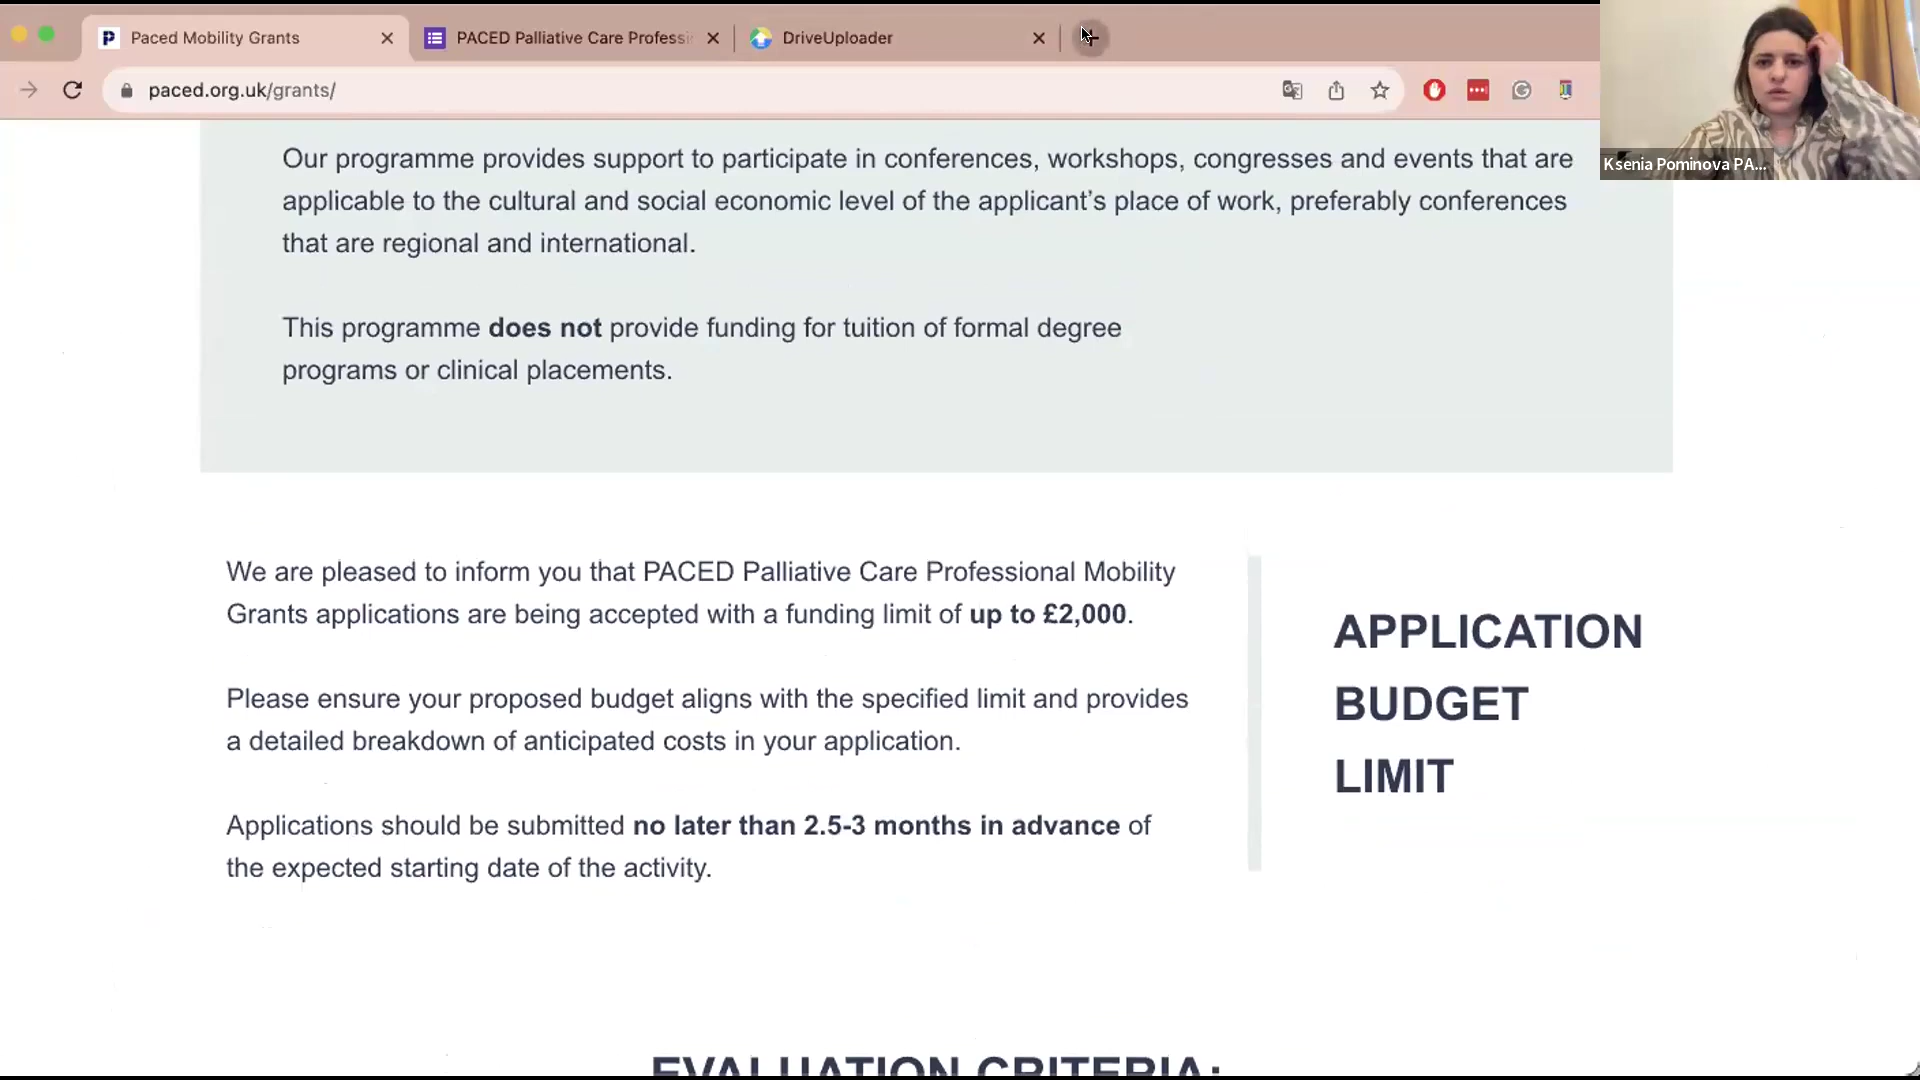 Paced Mobility Grants
PACED Palliative Care Professi
DriveUploader
paced.org.uk/grants/
Ksenia Pominova PA...
Our programme provides support to participate in conferences, workshops, congresses and events that are
applicable to the cultural and social economic level of the applicant’s place of work, preferably conferences
that are regional and international.
This programme does not provide funding for tuition of formal degree
programs or clinical placements.
We are pleased to inform you that PACED Palliative Care Professional Mobility
Grants applications are being accepted with a funding limit of up to £2,000.
Please ensure your proposed budget aligns with the specified limit and provides
a detailed breakdown of anticipated costs in your application.
Applications should be submitted no later than 2.5-3 months in advance of
the expected starting date of the activity.
APPLICATION
BUDGET
LIMIT
EVALUATION CRITERIA: